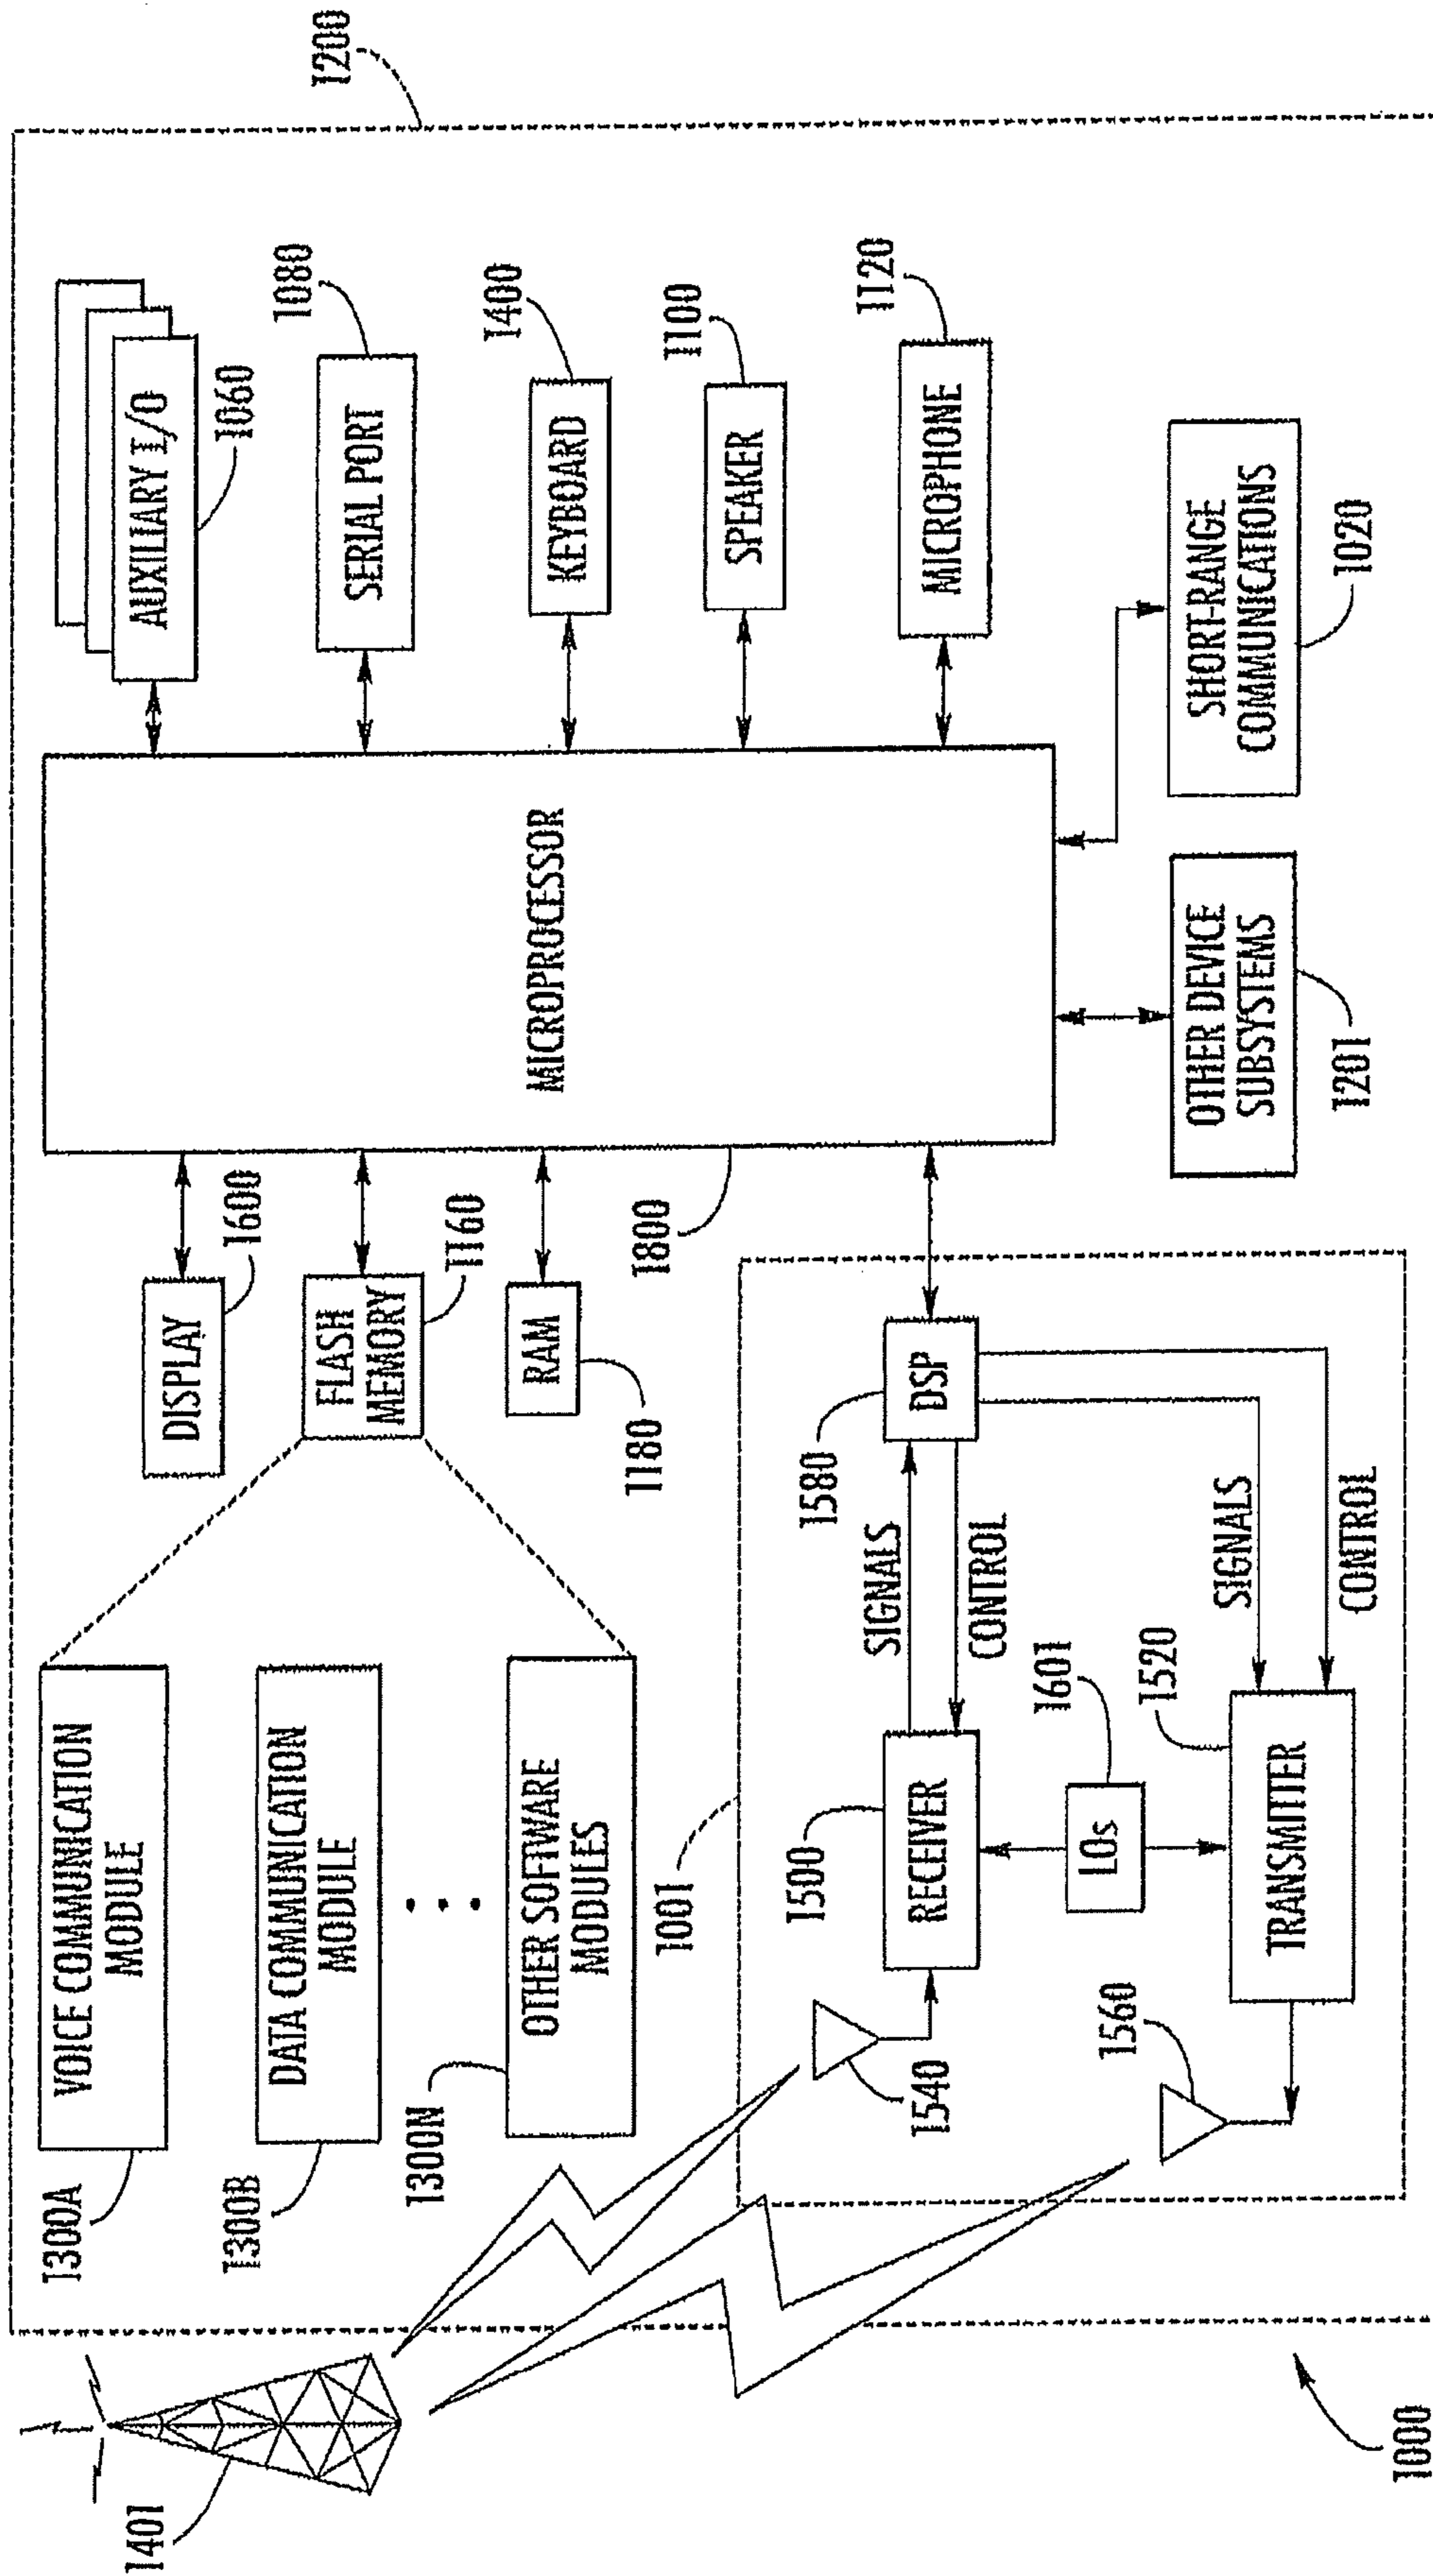 1401
1300A
VOICE COMMUNICATION
MODULE
1300B
DATA COMMUNICATION
MODULE
1300N
OTHER SOFTWARE
MODULES
DISPLAY
1600
FLASH
MEMORY
1160
RAM
1180
MICROPROCESSOR
1800
AUXILIARY I/O
1060
SERIAL PORT
1080
KEYBOARD
1400
SPEAKER
1100
MICROPHONE
1120
1200
1001
1500
RECEIVER
1540
SIGNALS
CONTROL
1580
DSP
LOs
1601
1560
TRANSMITTER
1520
SIGNALS
CONTROL
OTHER DEVICE
SUBSYSTEMS
1201
SHORT-RANGE
COMMUNICATIONS
1020
1000